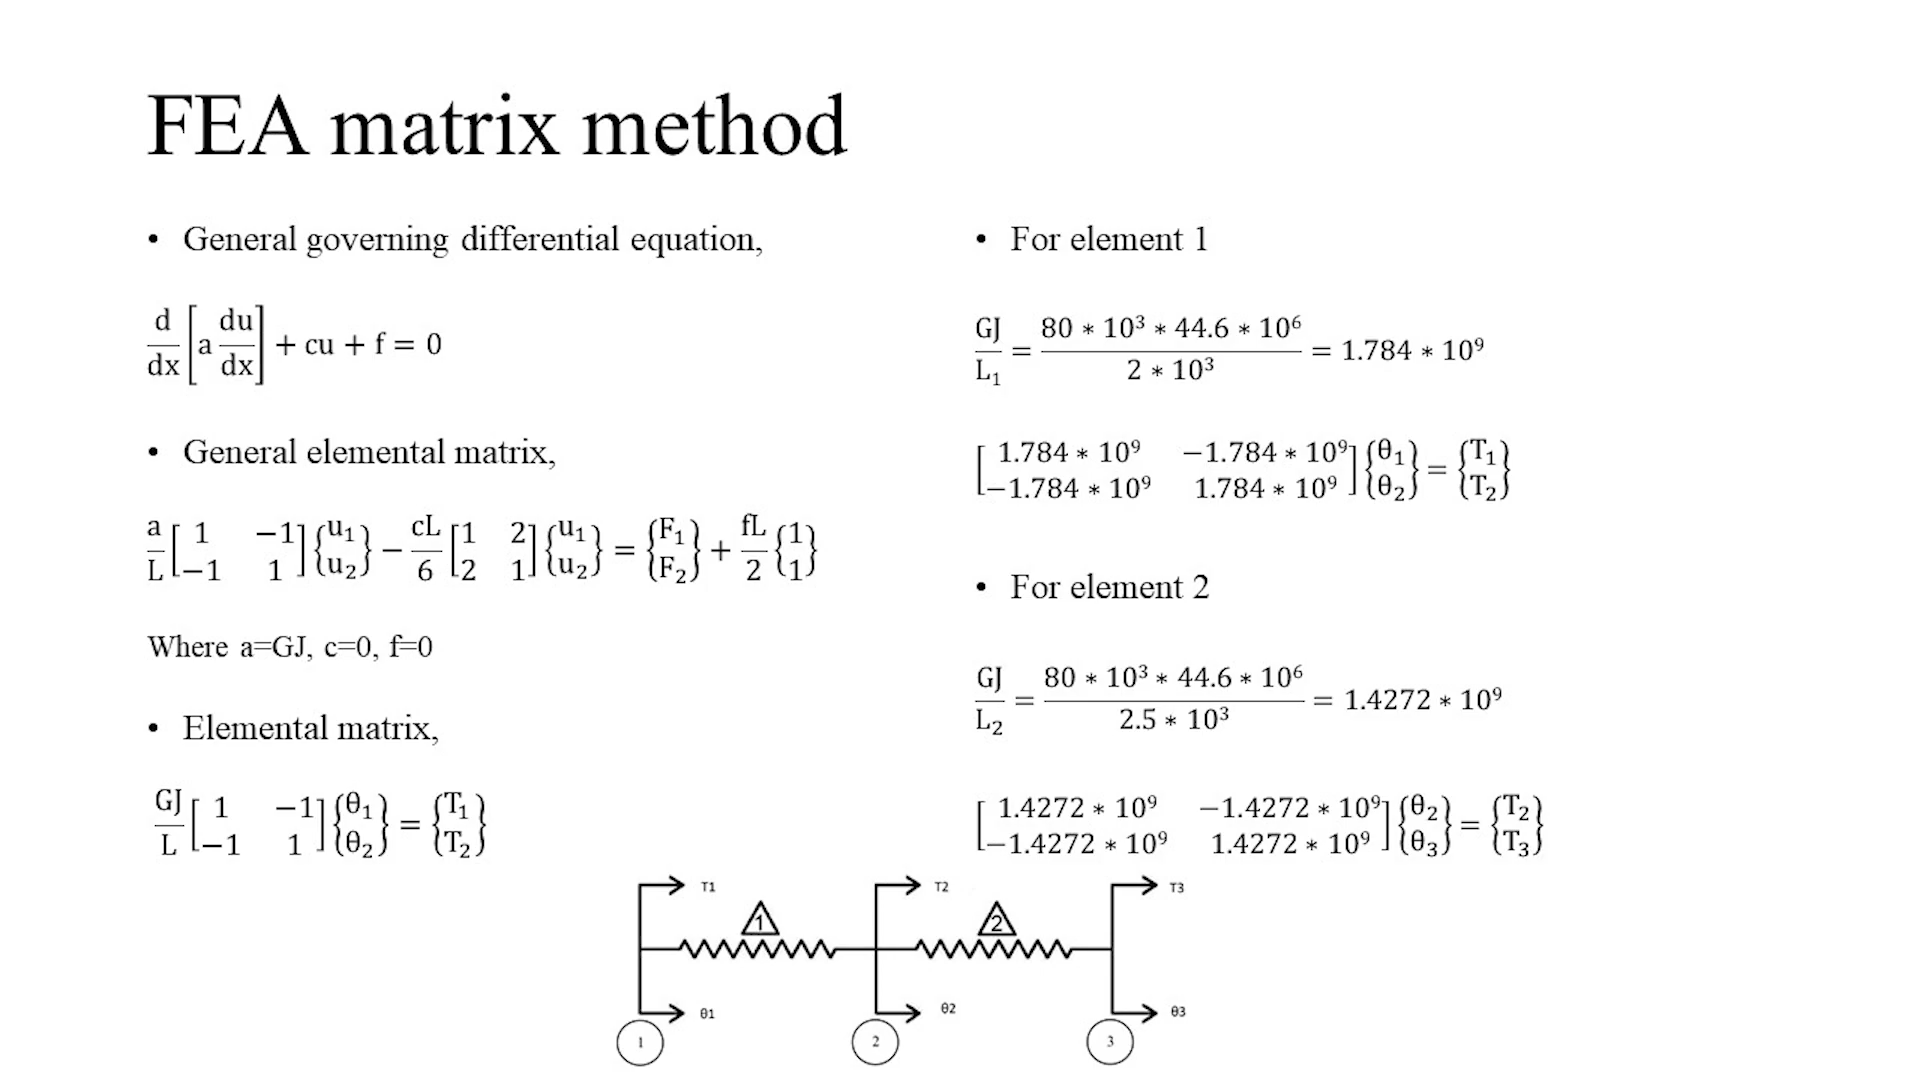 FEA matrix method
• General governing differential equation,
d/dx [a du/dx] + cu + f = 0
• General elemental matrix,
a/L [1 −1; −1 1] {u₁; u₂} − cL/6 [1 2; 2 1] {u₁; u₂} = {F₁; F₂} + fL/2 {1; 1}
Where a=GJ, c=0, f=0
• Elemental matrix,
GJ/L [1 −1; −1 1] {θ₁; θ₂} = {T₁; T₂}
• For element 1
GJ/L₁ = 80 ∗ 10³ ∗ 44.6 ∗ 10⁶ / 2 ∗ 10³ = 1.784 ∗ 10⁹
[1.784 ∗ 10⁹ −1.784 ∗ 10⁹; −1.784 ∗ 10⁹ 1.784 ∗ 10⁹] {θ₁; θ₂} = {T₁; T₂}
• For element 2
GJ/L₂ = 80 ∗ 10³ ∗ 44.6 ∗ 10⁶ / 2.5 ∗ 10³ = 1.4272 ∗ 10⁹
[1.4272 ∗ 10⁹ −1.4272 ∗ 10⁹; −1.4272 ∗ 10⁹ 1.4272 ∗ 10⁹] {θ₂; θ₃} = {T₂; T₃}
T1 T2 T3
1 2
θ1 θ2 θ3
1 2 3